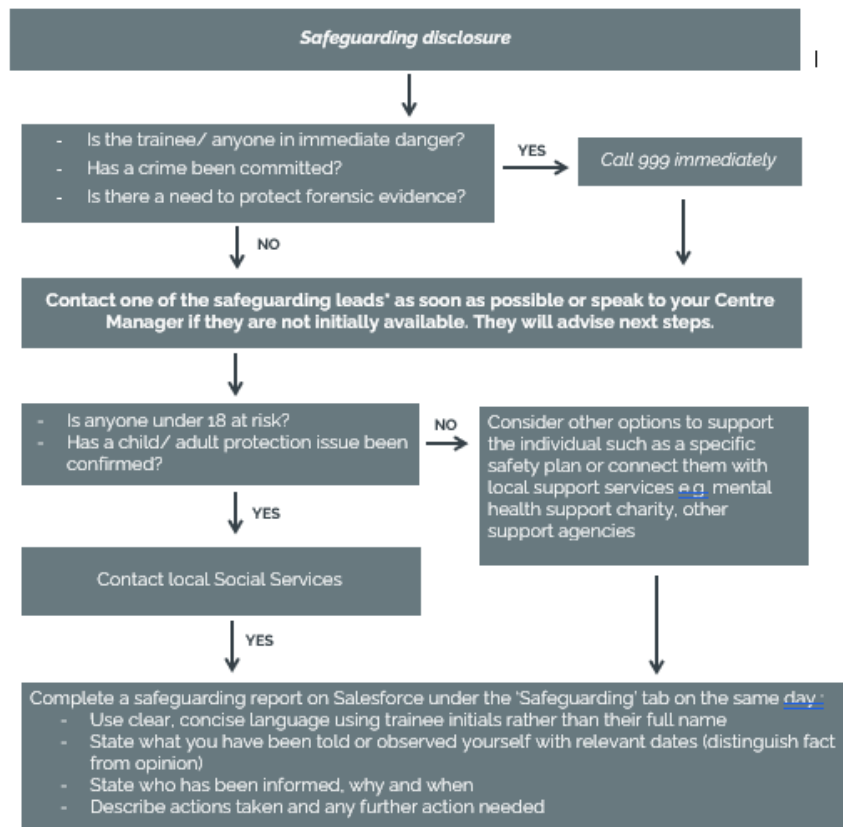 Safeguarding disclosure
- Is the trainee/ anyone in immediate danger?
- Has a crime been committed?
- Is there a need to protect forensic evidence?
YES
Call 999 immediately
NO
Contact one of the safeguarding leads* as soon as possible or speak to your Centre
Manager if they are not initially available. They will advise next steps.
- Is anyone under 18 at risk?
- Has a child/ adult protection issue been
confirmed?
NO
Consider other options to support
the individual such as a specific
safety plan or connect them with
local support services e.g. mental
health support charity, other
support agencies
YES
Contact local Social Services
YES
Complete a safeguarding report on Salesforce under the ‘Safeguarding’ tab on the same day :
- Use clear, concise language using trainee initials rather than their full name
- State what you have been told or observed yourself with relevant dates (distinguish fact
from opinion)
- State who has been informed, why and when
- Describe actions taken and any further action needed